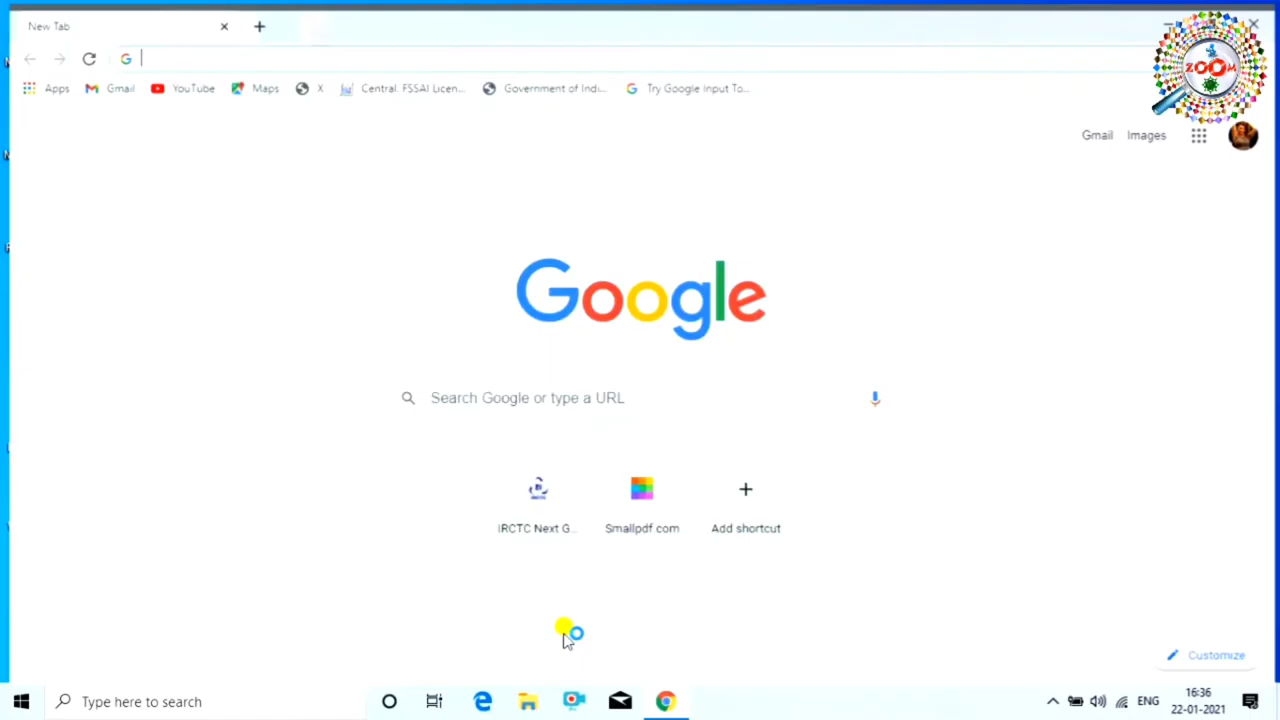 New Tab
Apps Gmail YouTube Maps X Central. FSSAI Licen... Government of Indi... Try Google Input To...
ZOOM
Gmail Images
Google
Search Google or type a URL
IRCTC Next G... Smallpdf com Add shortcut
Customize
Type here to search
ENG
16:36
22-01-2021